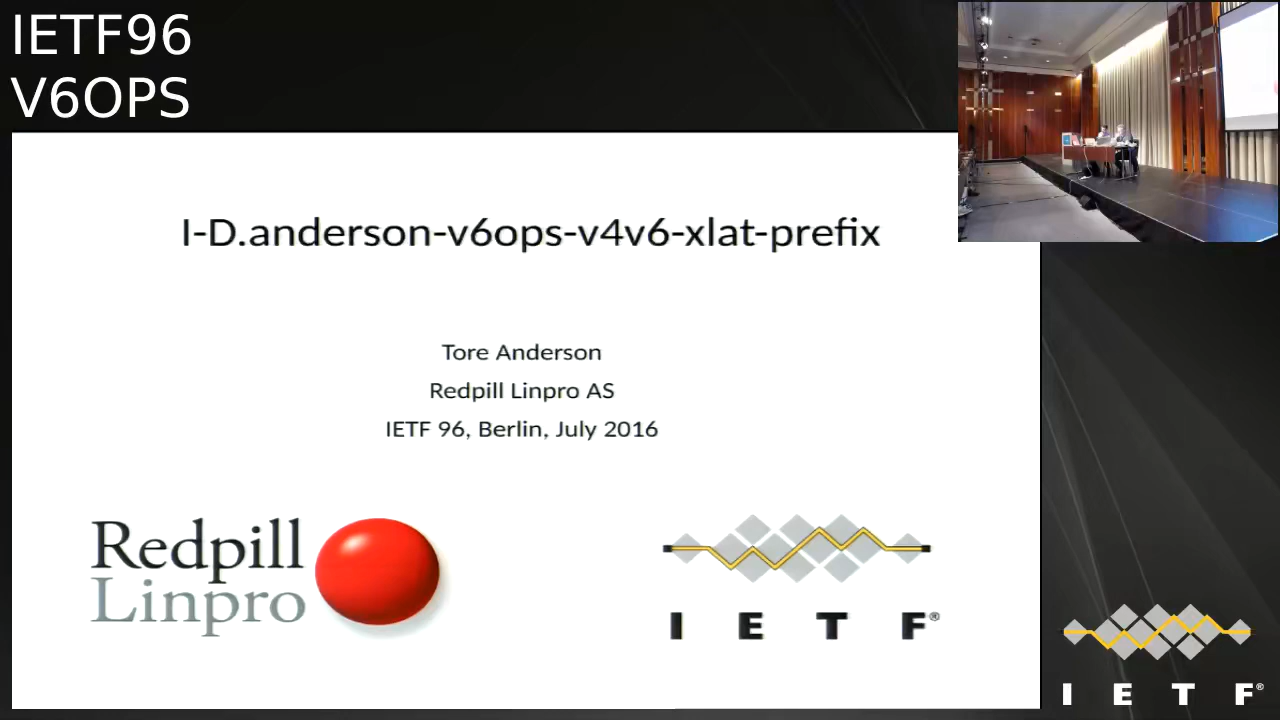 IETF96
V6OPS
I-D.anderson-v6ops-v4v6-xlat-prefix
Tore Anderson
Redpill Linpro AS
IETF 96, Berlin, July 2016
Redpill
Linpro
I E T F®
I E T F®